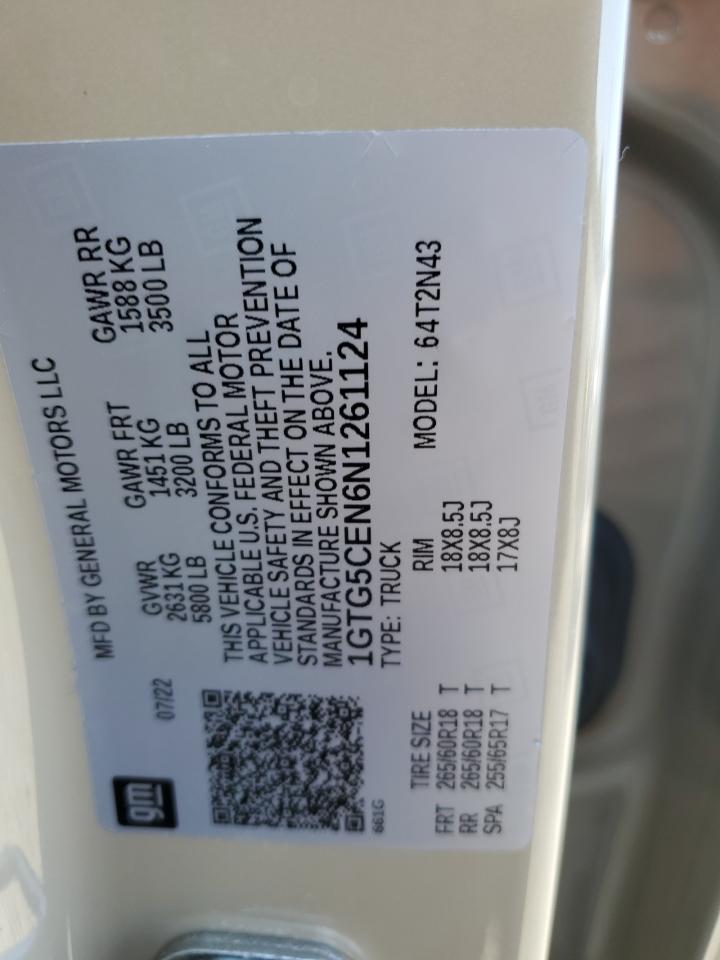 gm
07/22
MFD BY GENERAL MOTORS LLC
GVWR GAWR FRT GAWR RR
2631 KG 1451 KG 1588 KG
5800 LB 3200 LB 3500 LB
THIS VEHICLE CONFORMS TO ALL
APPLICABLE U.S. FEDERAL MOTOR
VEHICLE SAFETY AND THEFT PREVENTION
STANDARDS IN EFFECT ON THE DATE OF
MANUFACTURE SHOWN ABOVE.
1GTG5CEN6N1261124
661G
TYPE: TRUCK MODEL: 64T2N43
TIRE SIZE RIM
FRT 265/60R18 T 18X8.5J
RR 265/60R18 T 18X8.5J
SPA 255/65R17 T 17X8J